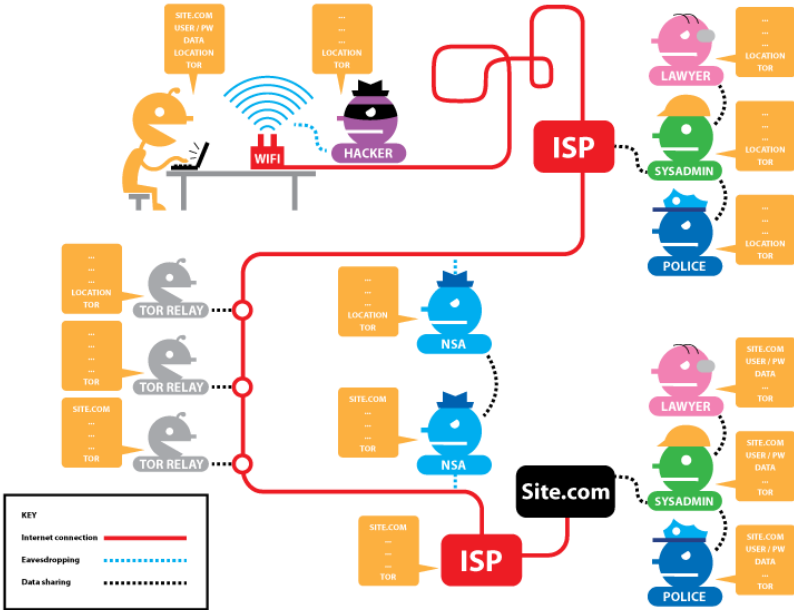 SITE.COM
USER / PW
DATA
LOCATION
TOR
...
...
...
LOCATION
TOR
WIFI
HACKER
ISP
...
...
...
LOCATION
TOR
LAWYER
...
...
...
LOCATION
TOR
SYSADMIN
...
...
...
LOCATION
TOR
POLICE
...
...
...
LOCATION
TOR
TOR RELAY
...
...
...
...
TOR
TOR RELAY
SITE.COM
...
...
...
TOR
TOR RELAY
...
...
...
LOCATION
TOR
NSA
SITE.COM
...
...
...
TOR
NSA
SITE.COM
...
...
...
TOR
ISP
Site.com
LAWYER
SITE.COM
USER / PW
DATA
...
TOR
SYSADMIN
SITE.COM
USER / PW
DATA
...
TOR
POLICE
SITE.COM
USER / PW
DATA
...
TOR
KEY
Internet connection
Eavesdropping
Data sharing